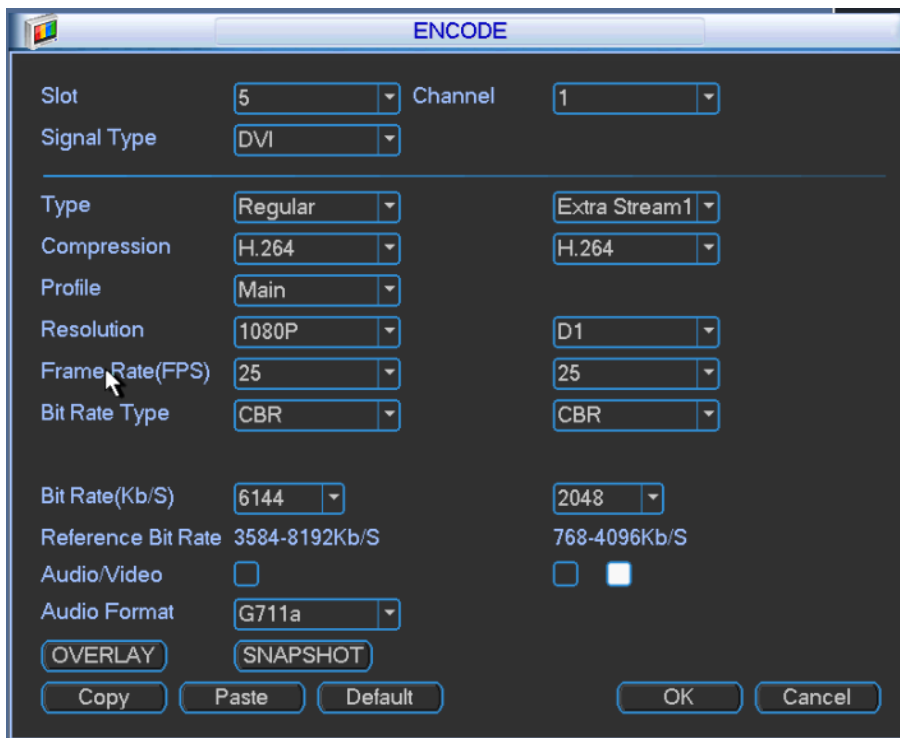 ENCODE
Slot 5 Channel 1
Signal Type DVI
Type Regular Extra Stream1
Compression H.264 H.264
Profile Main
Resolution 1080P D1
Frame Rate(FPS) 25 25
Bit Rate Type CBR CBR
Bit Rate(Kb/S) 6144 2048
Reference Bit Rate 3584-8192Kb/S 768-4096Kb/S
Audio/Video
Audio Format G711a
OVERLAY SNAPSHOT
Copy Paste Default OK Cancel